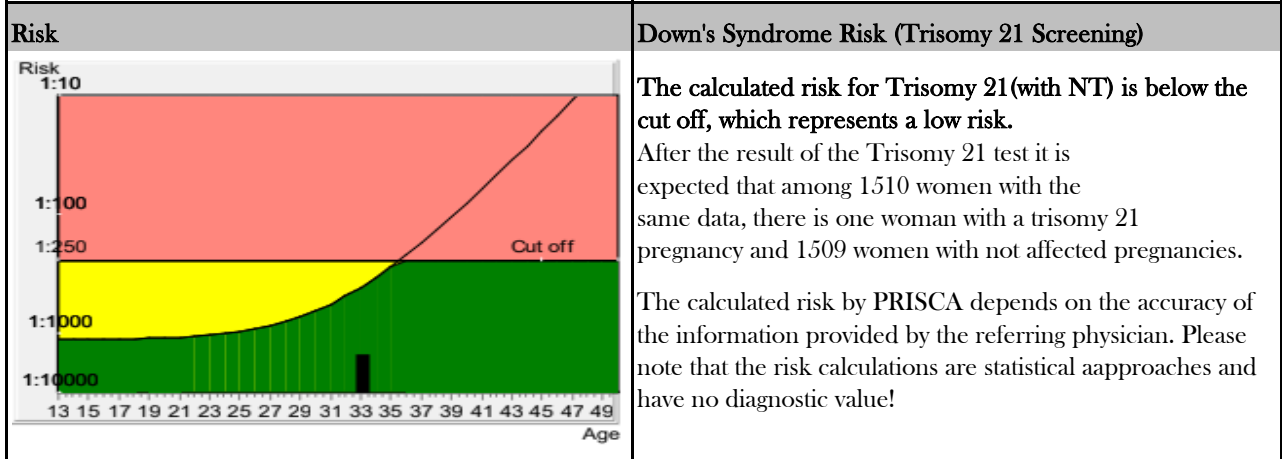 Risk
Risk
1:10
1:100
1:250
Cut off
1:1000
1:10000
13 15 17 19 21 23 25 27 29 31 33 35 37 39 41 43 45 47 49
Age
Down's Syndrome Risk (Trisomy 21 Screening)
The calculated risk for Trisomy 21(with NT) is below the
cut off, which represents a low risk.
After the result of the Trisomy 21 test it is
expected that among 1510 women with the
same data, there is one woman with a trisomy 21
pregnancy and 1509 women with not affected pregnancies.
The calculated risk by PRISCA depends on the accuracy of
the information provided by the referring physician. Please
note that the risk calculations are statistical aapproaches and
have no diagnostic value!